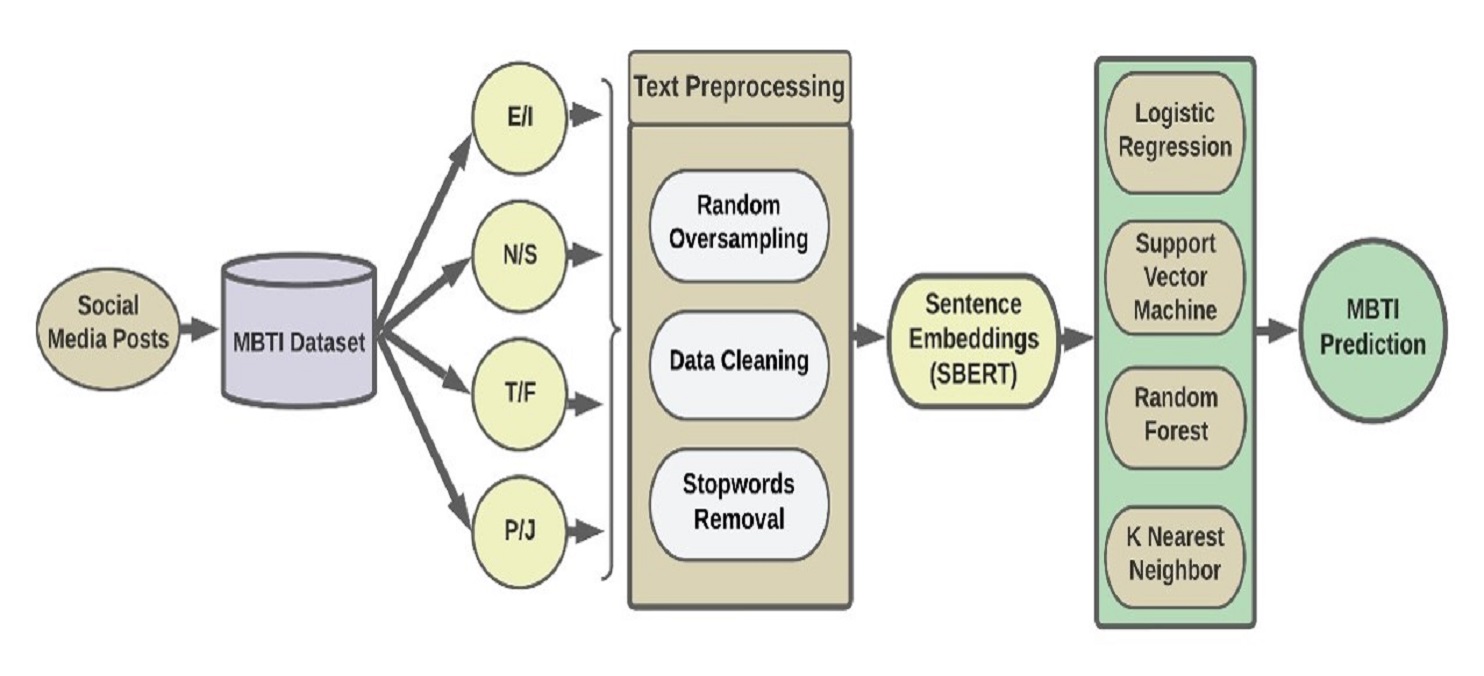 Social
Media Posts
MBTI Dataset
E/I
N/S
T/F
P/J
Text Preprocessing
Random
Oversampling
Data Cleaning
Stopwords
Removal
Sentence
Embeddings
(SBERT)
Logistic
Regression
Support
Vector
Machine
Random
Forest
K Nearest
Neighbor
MBTI
Prediction